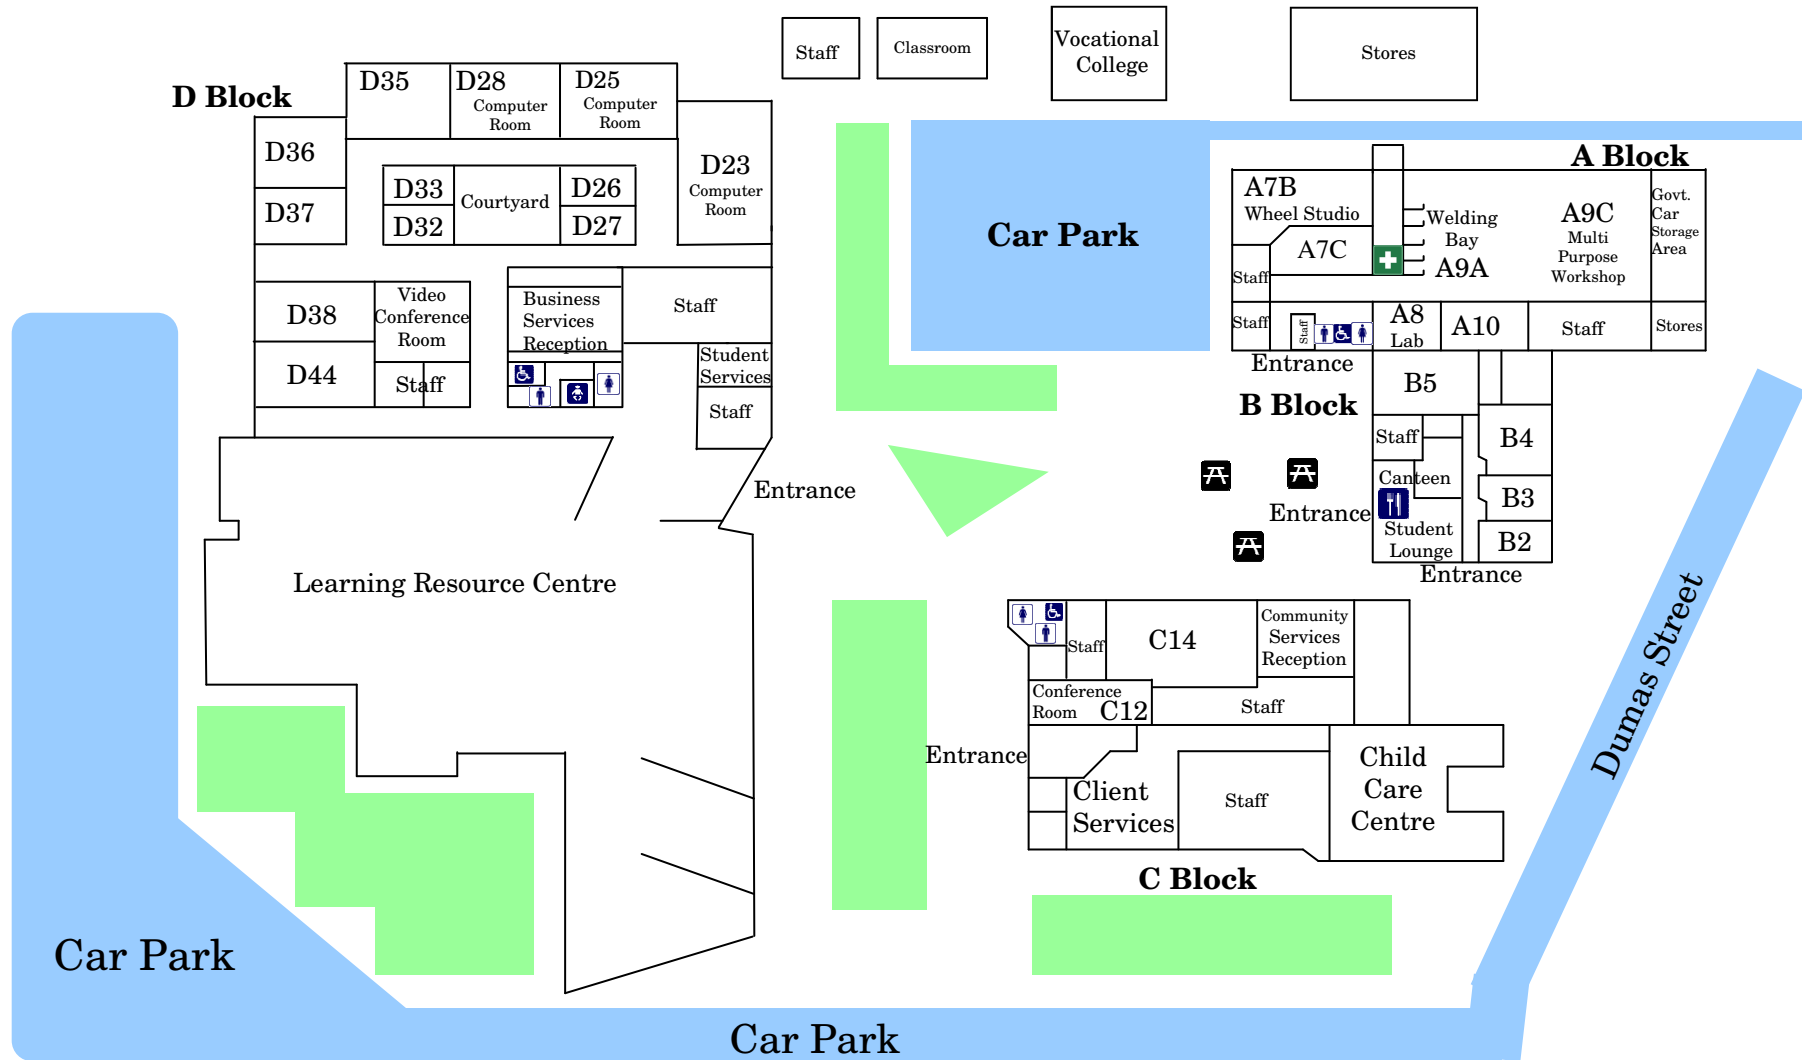 Staff
Classroom
Vocational
College
Stores
D Block
D35
D28
Computer
Room
D25
Computer
Room
D36
D37
D33
D32
Courtyard
D26
D27
D23
Computer
Room
D38
D44
Video
Conference
Room
Staff
Business
Services
Reception
Staff
Student
Services
Staff
Entrance
Learning Resource Centre
Car Park
A Block
A7B
Wheel Studio
A7C
Staff
Welding
Bay
A9A
A9C
Multi
Purpose
Workshop
Govt.
Car
Storage
Area
Staff
Staff
A8
Lab
A10
Staff
Stores
Entrance
B Block
B5
B4
B3
B2
Staff
Canteen
Student
Lounge
Entrance
Entrance
Staff
C14
Community
Services
Reception
Conference
Room
C12
Staff
Entrance
Client
Services
Staff
Child
Care
Centre
C Block
Dumas Street
Car Park
Car Park